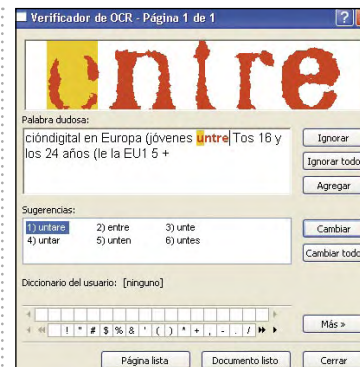 Verificador de OCR - Página 1 de 1
untre
Palabra dudosa:
cióndigital en Europa (jóvenes untre Tos 16 y
los 24 años (le la EU1 5 +
Ignorar
Ignorar todo
Agregar
Sugerencias:
1) untare 2) entre 3) unte
4) untar 5) unten 6) untes
Cambiar
Cambiar todo
Diccionario del usuario: [ninguno]
! " # $ % & ' ( ) * + , - . /
Más »
Página lista Documento listo Cerrar